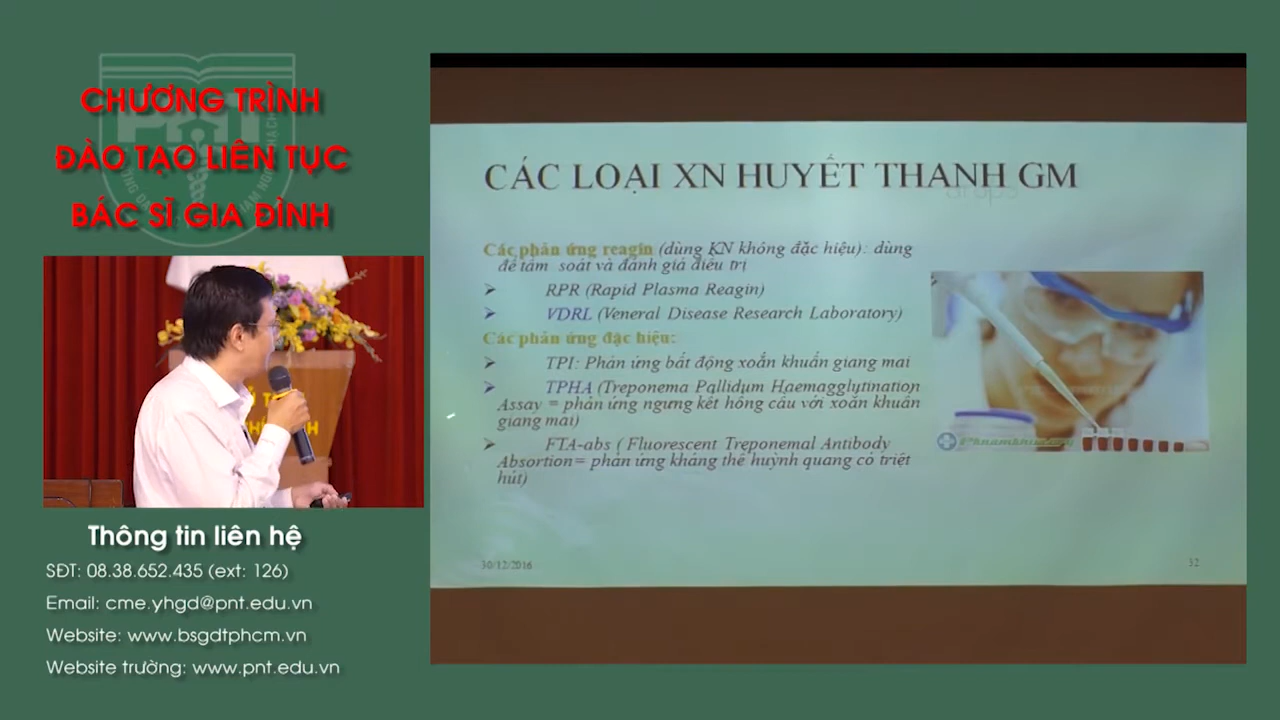 CHƯƠNG TRÌNH
ĐÀO TẠO LIÊN TỤC
BÁC SĨ GIA ĐÌNH
Thông tin liên hệ
SĐT: 08.38.652.435 (ext: 126)
Email: cme.yhgd@pnt.edu.vn
Website: www.bsgdtphcm.vn
Website trường: www.pnt.edu.vn
CÁC LOẠI XN HUYẾT THANH GM
Các phản ứng reagin (dùng KN không đặc hiệu): dùng
để tầm soát và đánh giá điều trị
➢ RPR (Rapid Plasma Reagin)
➢ VDRL (Veneral Disease Research Laboratory)
Các phản ứng đặc hiệu:
➢ TPI: Phản ứng bất động xoắn khuẩn giang mai
➢ TPHA (Treponema Pallidum Haemagglytination
Assay = phản ứng ngưng kết hồng cầu với xoắn khuẩn
giang mai)
➢ FTA-abs ( Fluorescent Treponemal Antibody
Absortion= phản ứng kháng thể huỳnh quang có triệt
hút)
30/12/2016
52